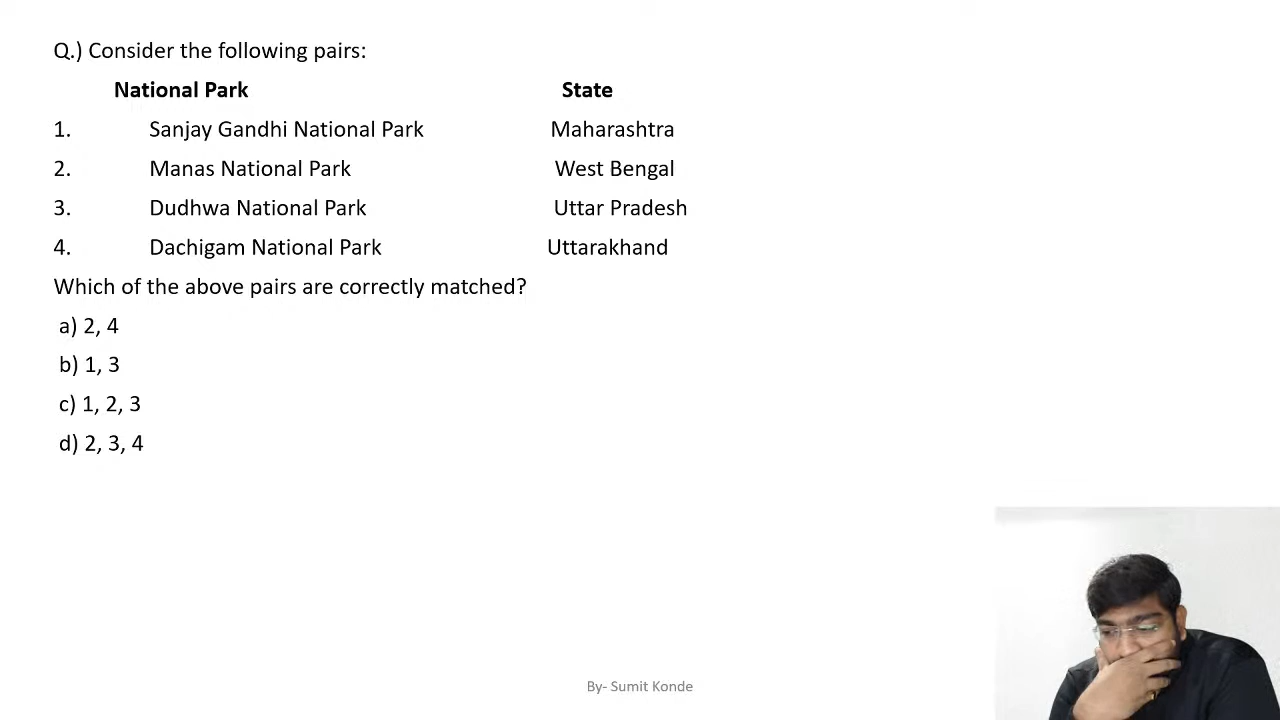 Q.) Consider the following pairs:
National Park State
1. Sanjay Gandhi National Park Maharashtra
2. Manas National Park West Bengal
3. Dudhwa National Park Uttar Pradesh
4. Dachigam National Park Uttarakhand
Which of the above pairs are correctly matched?
a) 2, 4
b) 1, 3
c) 1, 2, 3
d) 2, 3, 4
By- Sumit Konde